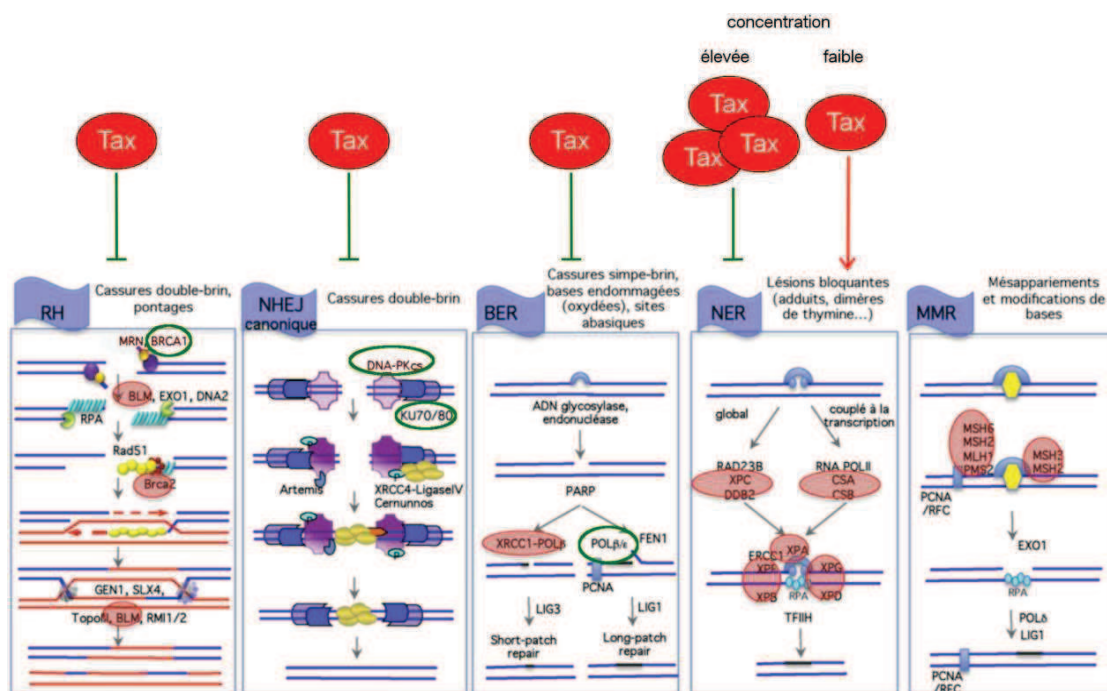 concentration
élevée
faible
Tax
Tax
Tax
Tax
Tax
Tax
Tax
RH
Cassures double-brin,
pontages
MRN, BRCA1
BLM, EXO1, DNA2
RPA
Rad51
Brca2
GEN1, SLX4,
TopoIII, BLM, RMI1/2
NHEJ
canonique
Cassures double-brin
DNA-PKcs
KU70/80
P
P
Artemis
XRCC4-LigaseIV
Cernunnos
P
P
BER
Cassures simpe-brin,
bases endommagées
(oxydées), sites
abasiques
ADN glycosylase,
endonucléase
PARP
XRCC1-POLβ
POLβ/ε
FEN1
PCNA
LIG3
LIG1
Short-patch
repair
Long-patch
repair
NER
Lésions bloquantes
(adduits, dimères
de thymine...)
global
couplé à la
transcription
RAD23B
XPC
DDB2
RNA POLII
CSA
CSB
ERCC1
XPA
XPF
XPG
XPB
RPA
XPD
TFIIH
MMR
Mésappariements
et modifications de
bases
MSH6
MSH2
MLH1
PMS2
MSH3
MSH2
PCNA
/RFC
EXO1
RPA
POLδ
LIG1
PCNA
/RFC